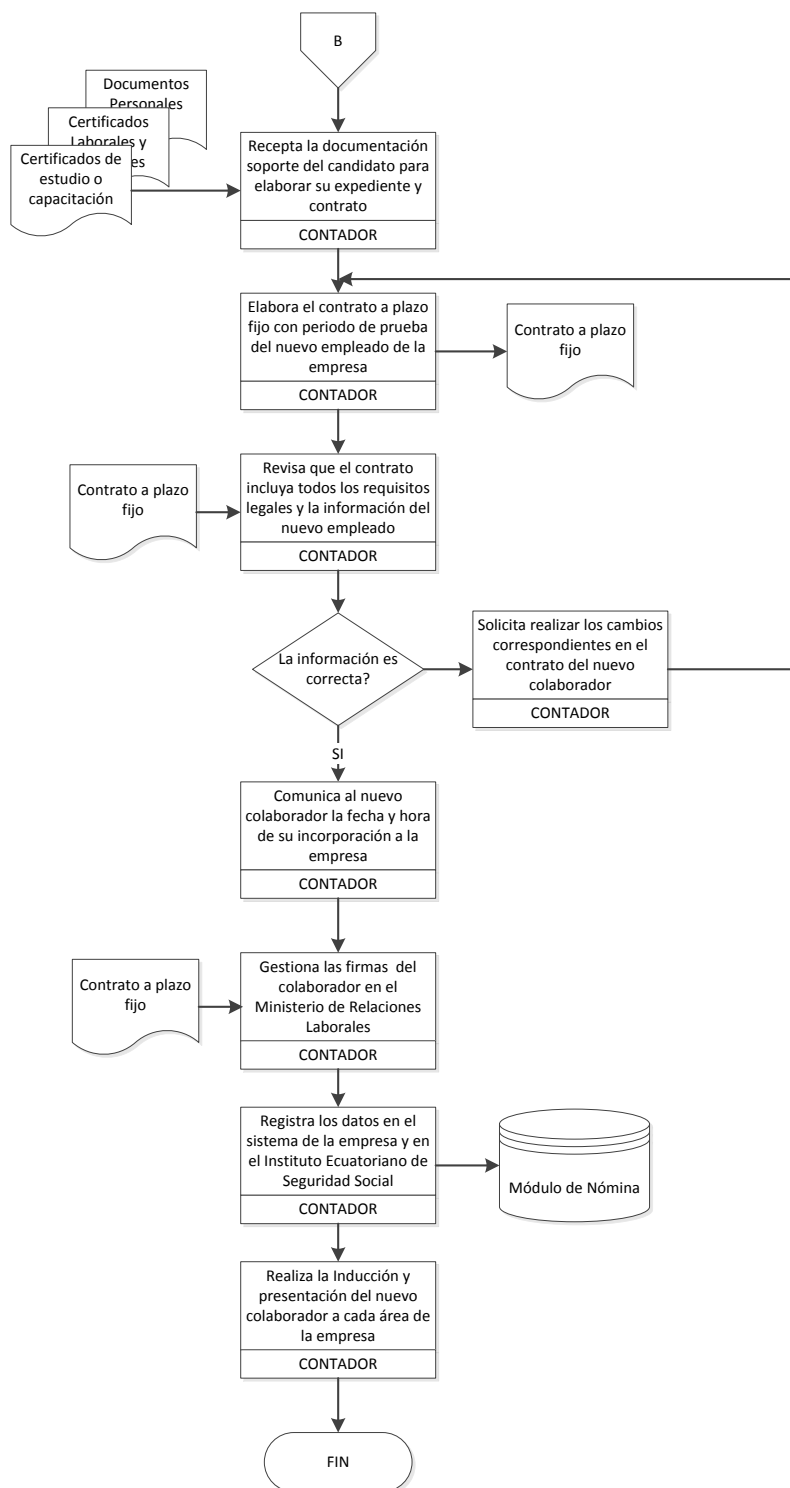 B
Documentos
Personales
Certificados
Laborales y
es
Certificados de
estudio o
capacitación
Recepta la documentación
soporte del candidato para
elaborar su expediente y
contrato
CONTADOR
Elabora el contrato a plazo
fijo con periodo de prueba
del nuevo empleado de la
empresa
CONTADOR
Contrato a plazo
fijo
Contrato a plazo
fijo
Revisa que el contrato
incluya todos los requisitos
legales y la información del
nuevo empleado
CONTADOR
La información es
correcta?
Solicita realizar los cambios
correspondientes en el
contrato del nuevo
colaborador
CONTADOR
SI
Comunica al nuevo
colaborador la fecha y hora
de su incorporación a la
empresa
CONTADOR
Contrato a plazo
fijo
Gestiona las firmas del
colaborador en el
Ministerio de Relaciones
Laborales
CONTADOR
Registra los datos en el
sistema de la empresa y en
el Instituto Ecuatoriano de
Seguridad Social
CONTADOR
Módulo de Nómina
Realiza la Inducción y
presentación del nuevo
colaborador a cada área de
la empresa
CONTADOR
FIN